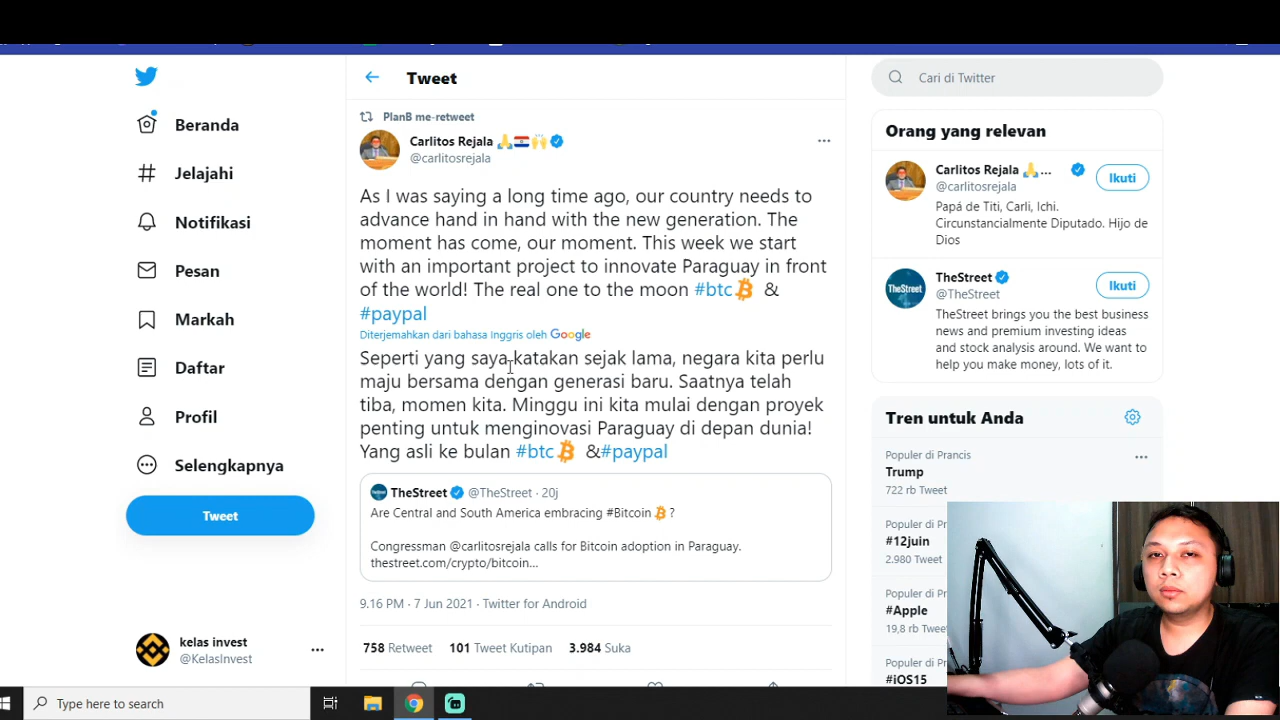 Tweet
Cari di Twitter
Beranda
Jelajahi
Notifikasi
Pesan
Markah
Daftar
Profil
Selengkapnya
Tweet
kelas invest
@KelasInvest
PlanB me-retweet
Carlitos Rejala
@carlitosrejala
As I was saying a long time ago, our country needs to
advance hand in hand with the new generation. The
moment has come, our moment. This week we start
with an important project to innovate Paraguay in front
of the world! The real one to the moon #btc &
#paypal
Diterjemahkan dari bahasa Inggris oleh Google
Seperti yang saya katakan sejak lama, negara kita perlu
maju bersama dengan generasi baru. Saatnya telah
tiba, momen kita. Minggu ini kita mulai dengan proyek
penting untuk menginovasi Paraguay di depan dunia!
Yang asli ke bulan #btc &#paypal
TheStreet @TheStreet · 20j
Are Central and South America embracing #Bitcoin ?
Congressman @carlitosrejala calls for Bitcoin adoption in Paraguay.
thestreet.com/crypto/bitcoin...
9.16 PM · 7 Jun 2021 · Twitter for Android
758 Retweet 101 Tweet Kutipan 3.984 Suka
Orang yang relevan
Carlitos Rejala ...
@carlitosrejala
Ikuti
Papá de Titi, Carli, Ichi.
Circunstancialmente Diputado. Hijo de
Dios
TheStreet
@TheStreet
Ikuti
TheStreet brings you the best business
news and premium investing ideas
and stock analysis around. We want to
help you make money, lots of it.
Tren untuk Anda
Populer di Prancis
Trump
722 rb Tweet
Populer di Pr
#12juin
2.980 Tweet
Populer di Pr
#Apple
19,8 rb Twee
Populer di Pr
#iOS15
Type here to search